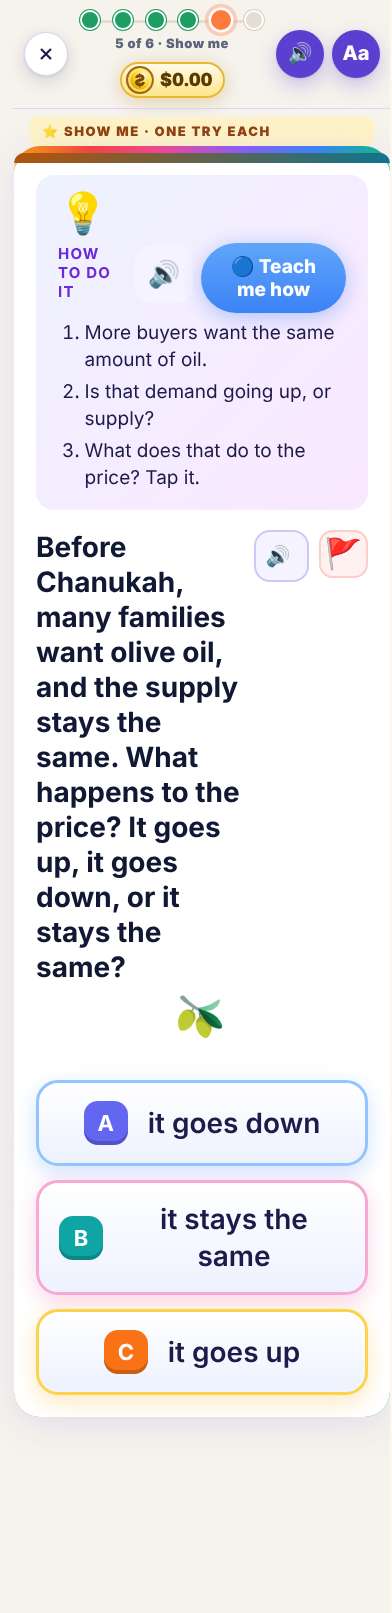 5 of 6 · Show me
×
$0.00
Aa
⭐ SHOW ME · ONE TRY EACH
HOW
TO DO
IT
Teach
me how
1. More buyers want the same
amount of oil.
2. Is that demand going up, or
supply?
3. What does that do to the
price? Tap it.
Before
Chanukah,
many families
want olive oil,
and the supply
stays the
same. What
happens to the
price? It goes
up, it goes
down, or it
stays the
same?
A it goes down
B it stays the
same
C it goes up